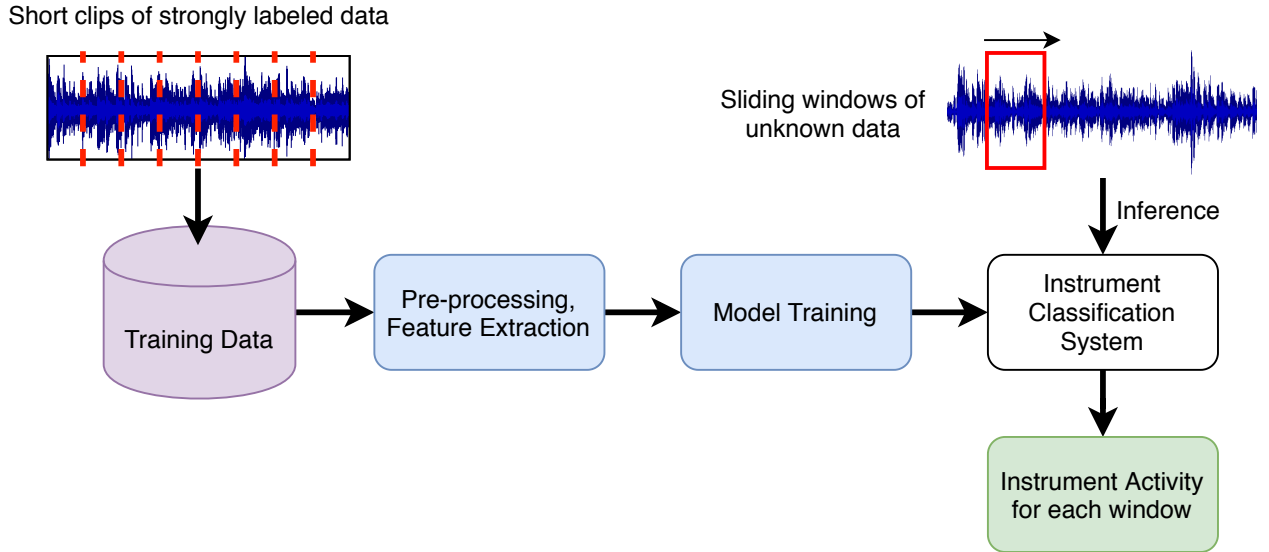 Short clips of strongly labeled data
Sliding windows of
unknown data
Inference
Training Data
Pre-processing,
Feature Extraction
Model Training
Instrument
Classification
System
Instrument Activity
for each window